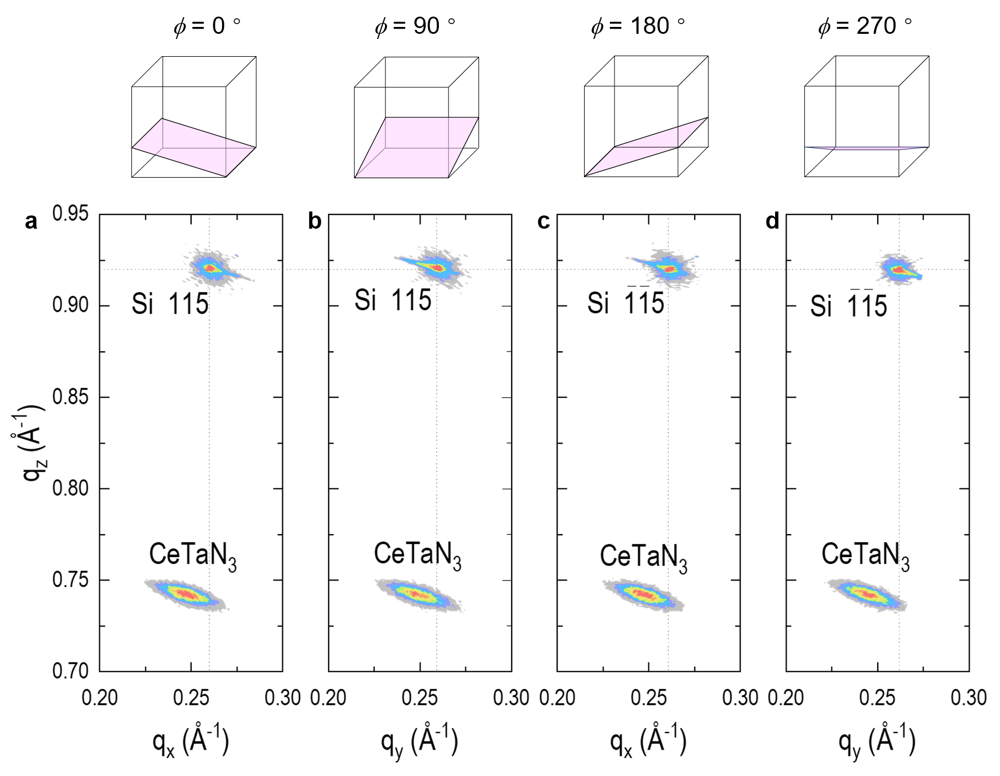 ϕ = 0 °
ϕ = 90 °
ϕ = 180 °
ϕ = 270 °
a
b
c
d
0.95
0.90
0.85
0.80
0.75
0.70
q_z (Å⁻¹)
Si 115
Si 115
Si 1̅1̅5
Si 1̅1̅5
CeTaN₃
CeTaN₃
CeTaN₃
CeTaN₃
0.20 0.25 0.30
0.20 0.25 0.30
0.20 0.25 0.30
0.20 0.25 0.30
qₓ (Å⁻¹)
q_y (Å⁻¹)
qₓ (Å⁻¹)
q_y (Å⁻¹)